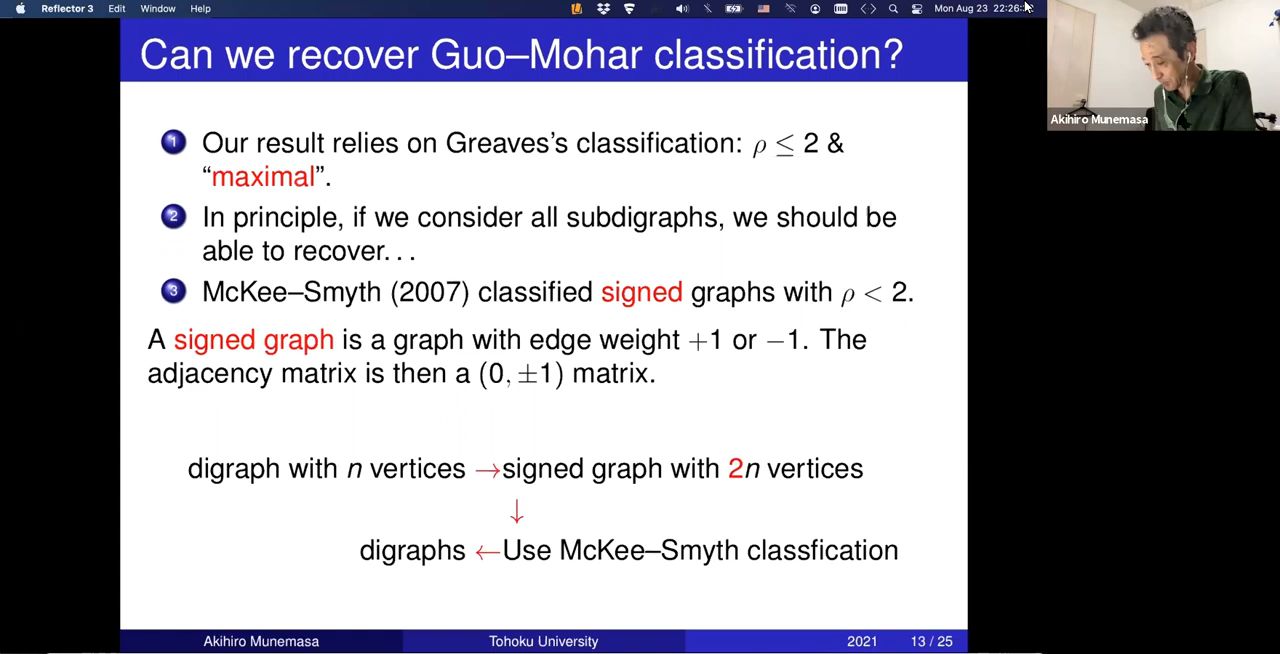 Reflector 3 Edit Window Help
Mon Aug 23 22:26:
Can we recover Guo–Mohar classification?
1 Our result relies on Greaves's classification: ρ ≤ 2 &
“maximal”.
2 In principle, if we consider all subdigraphs, we should be
able to recover. . .
3 McKee–Smyth (2007) classified signed graphs with ρ < 2.
A signed graph is a graph with edge weight +1 or −1. The
adjacency matrix is then a (0, ±1) matrix.
digraph with n vertices → signed graph with 2n vertices
↓
digraphs ← Use McKee–Smyth classfication
Akihiro Munemasa Tohoku University 2021 13 / 25
Akihiro Munemasa